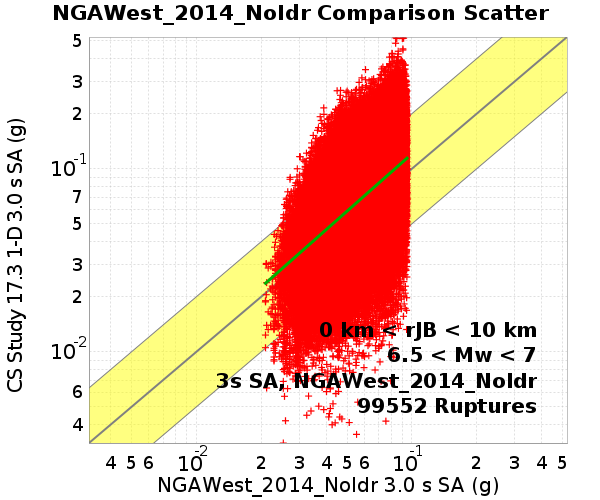 NGAWest_2014_NoIdr Comparison Scatter
CS Study 17.3 1-D 3.0 s SA (g)
5
3
2
10^-1
7
5
3
2
10^-2
6
4
0 km < rJB < 10 km
6.5 < Mw < 7
3s SA, NGAWest_2014_NoIdr
99552 Ruptures
4 5 6 10^-2 2 3 4 5 6 10^-1 2 3 4 5
NGAWest_2014_NoIdr 3.0 s SA (g)